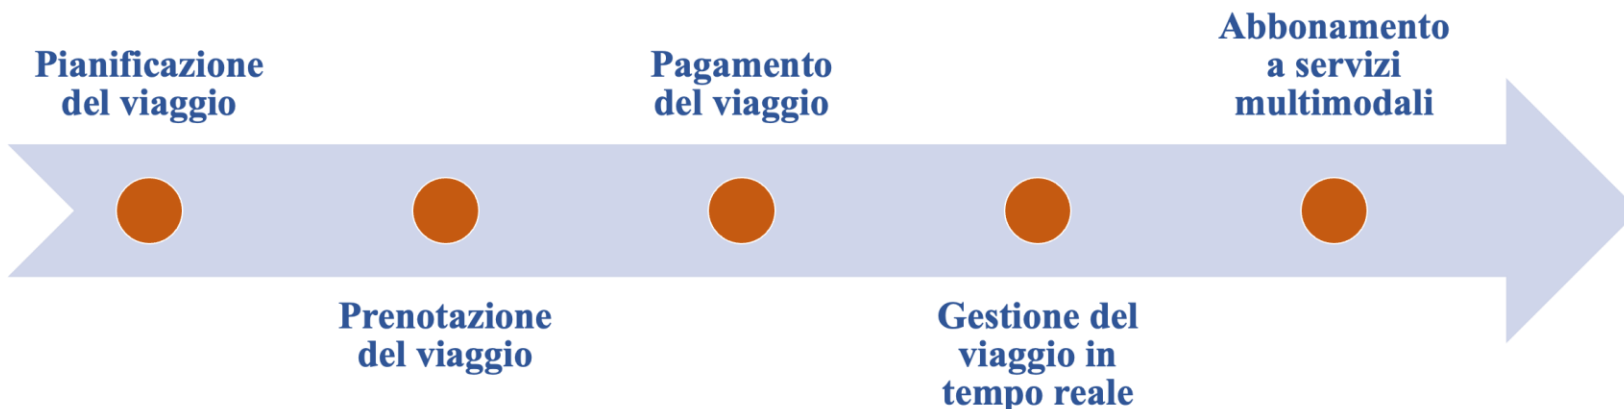 Pianificazione
del viaggio
Prenotazione
del viaggio
Pagamento
del viaggio
Gestione del
viaggio in
tempo reale
Abbonamento
a servizi
multimodali